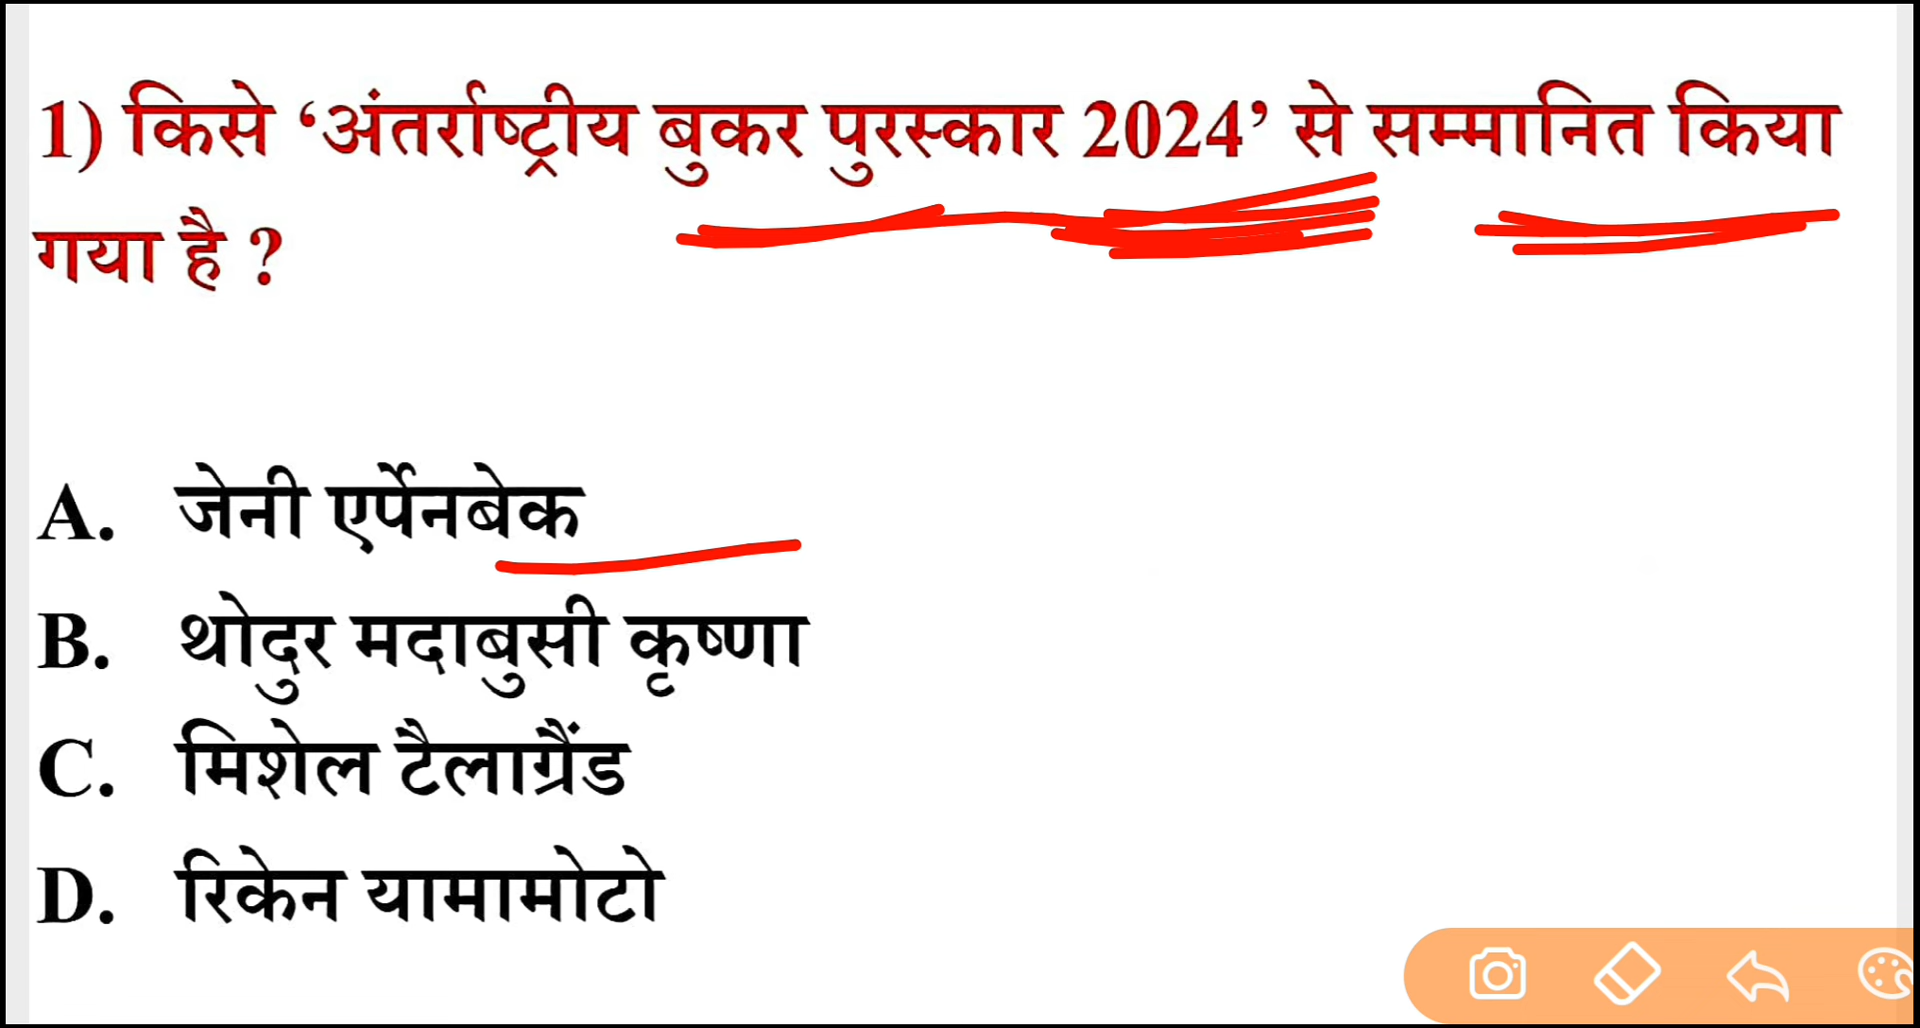 1) किसे ‘अंतर्राष्ट्रीय बुकर पुरस्कार 2024’ से सम्मानित किया
गया है ?
A. जेनी एर्पेनबेक
B. थोदुर मदाबुसी कृष्णा
C. मिशेल टैलाग्रैंड
D. रिकेन यामामोटो